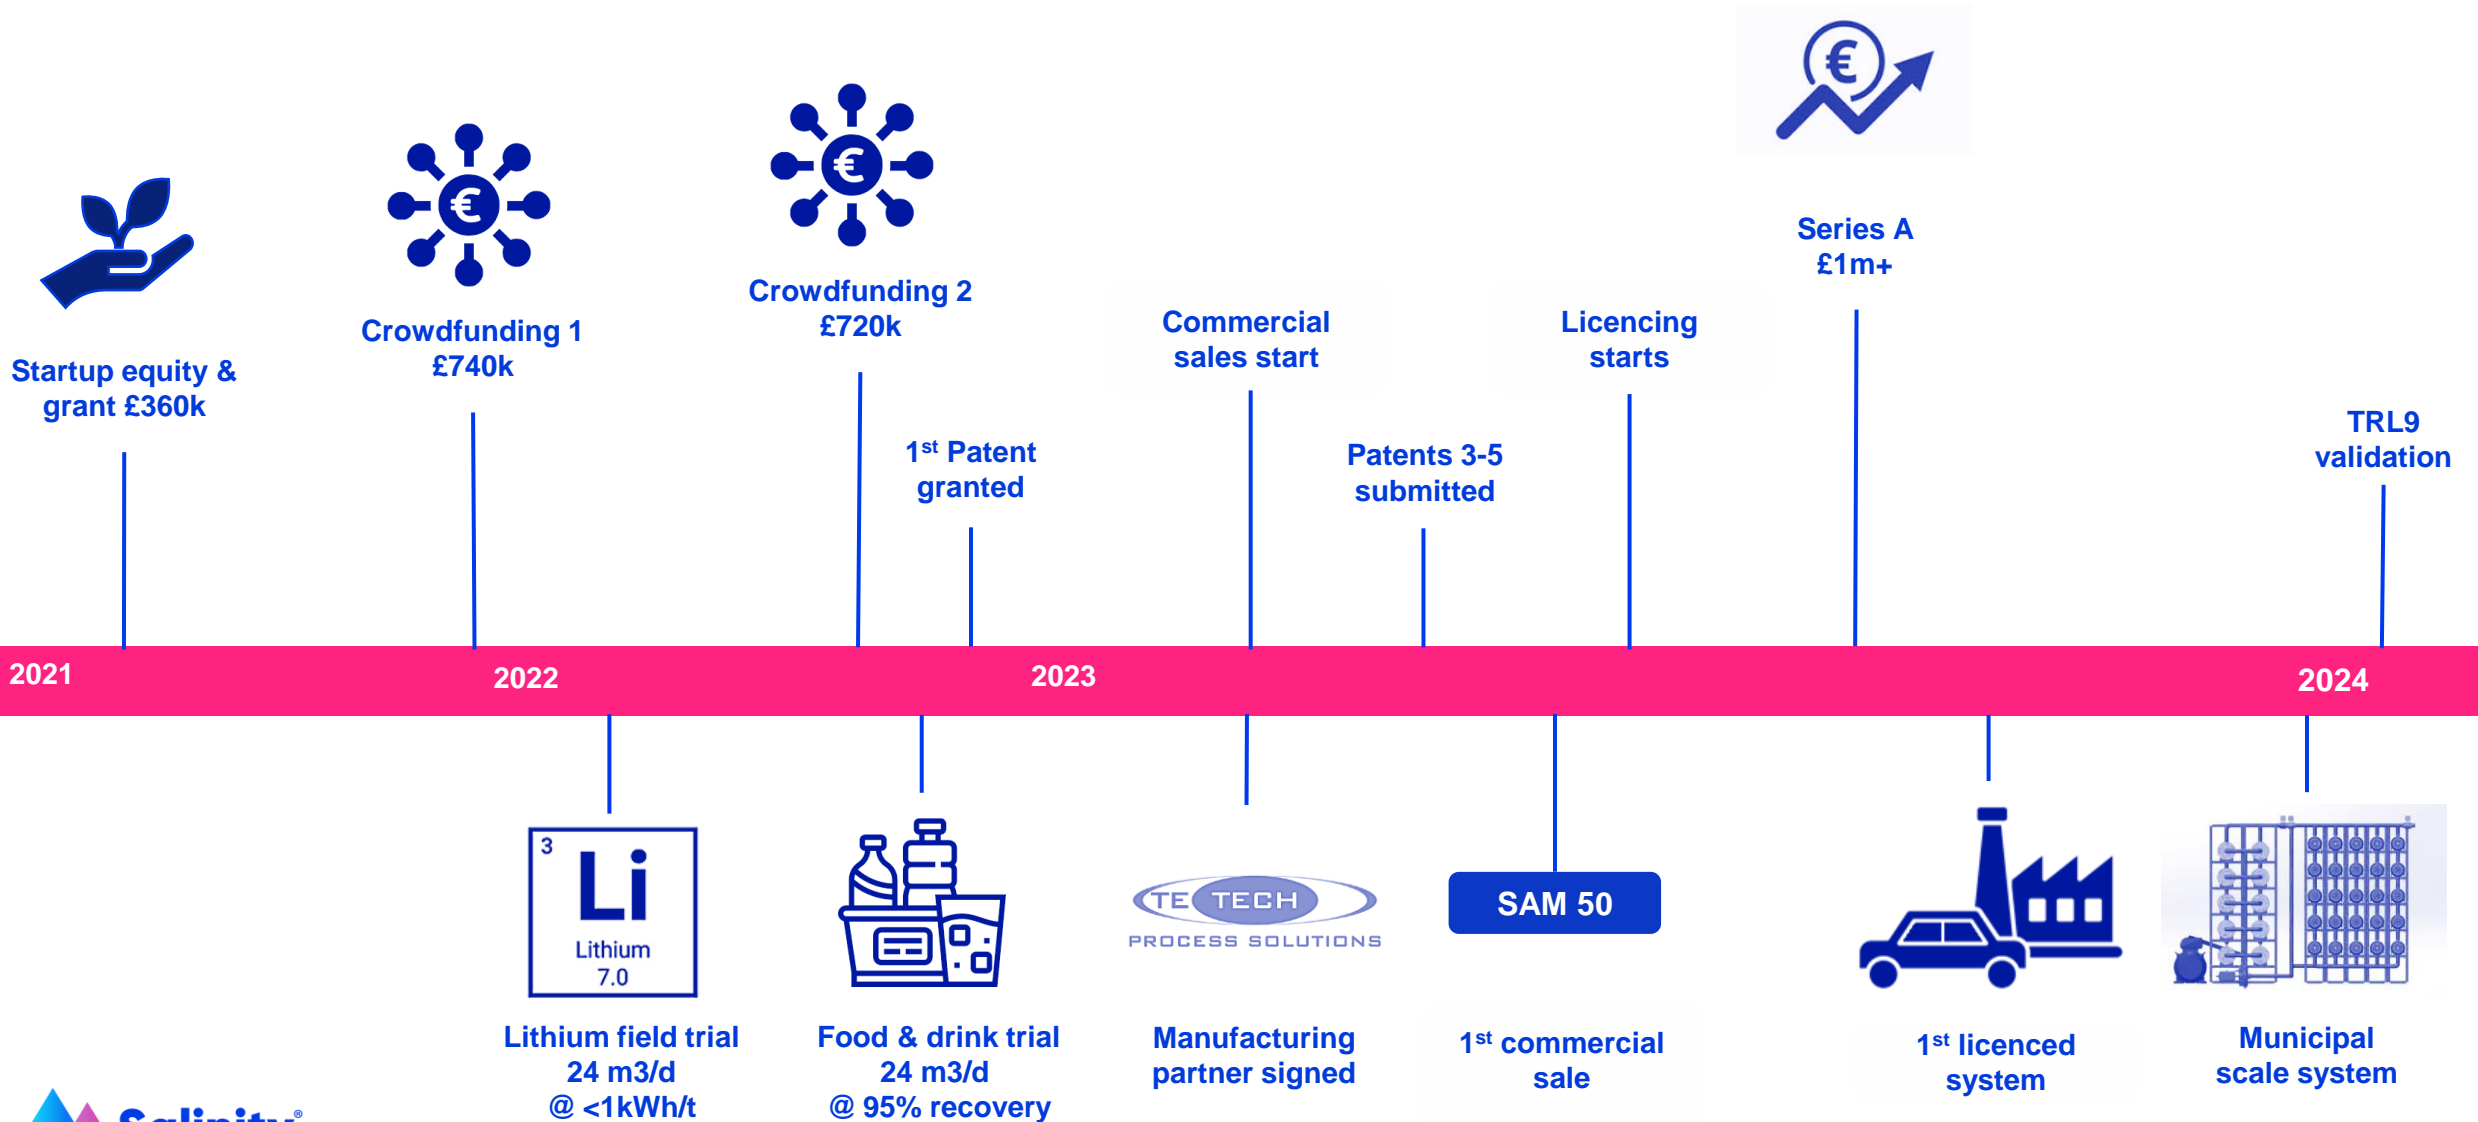 Startup equity &
grant £360k
€
Crowdfunding 1
£740k
€
Crowdfunding 2
£720k
1st Patent
granted
Commercial
sales start
Patents 3-5
submitted
Licencing
starts
€
Series A
£1m+
TRL9
validation
2021
2022
2023
2024
3
Li
Lithium
7.0
Lithium field trial
24 m3/d
@ <1kWh/t
Food & drink trial
24 m3/d
@ 95% recovery
TE TECH
PROCESS SOLUTIONS
Manufacturing
partner signed
SAM 50
1st commercial
sale
1st licenced
system
Municipal
scale system
Salinity®